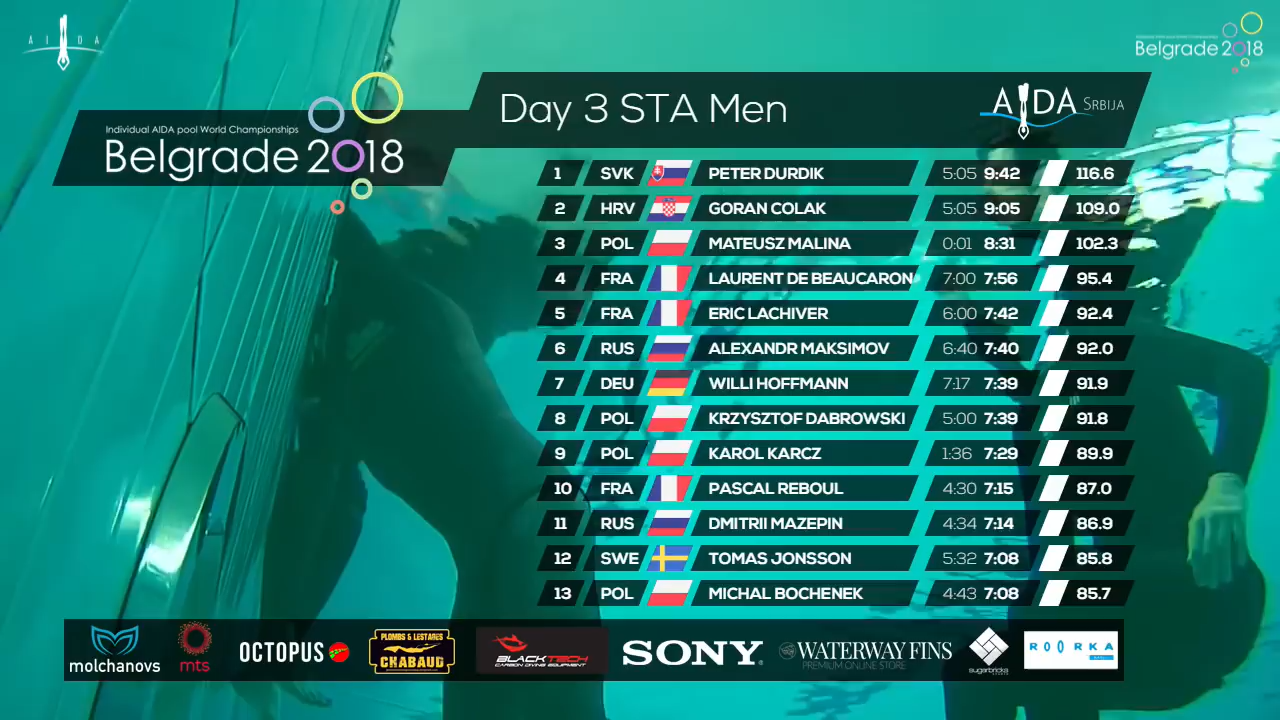 AIDA
Belgrade 2018
Day 3 STA Men
AIDA SRBIJA
Individual AIDA pool World Championships
Belgrade 2018
1 SVK PETER DURDIK 5:05 9:42 116.6
2 HRV GORAN COLAK 5:05 9:05 109.0
3 POL MATEUSZ MALINA 0:01 8:31 102.3
4 FRA LAURENT DE BEAUCARON 7:00 7:56 95.4
5 FRA ERIC LACHIVER 6:00 7:42 92.4
6 RUS ALEXANDR MAKSIMOV 6:40 7:40 92.0
7 DEU WILLI HOFFMANN 7:17 7:39 91.9
8 POL KRZYSZTOF DABROWSKI 5:00 7:39 91.8
9 POL KAROL KARCZ 1:36 7:29 89.9
10 FRA PASCAL REBOUL 4:30 7:15 87.0
11 RUS DMITRII MAZEPIN 4:34 7:14 86.9
12 SWE TOMAS JONSSON 5:32 7:08 85.8
13 POL MICHAL BOCHENEK 4:43 7:08 85.7
molchanovs
mts
OCTOPUS
PLOMBS & LESTAGES
CHABAUD
BLACKTECH
CARBON DIVING EQUIPMENT
SONY
WATERWAY FINS
PREMIUM ONLINE STORE
sugarbricks
ROORKA